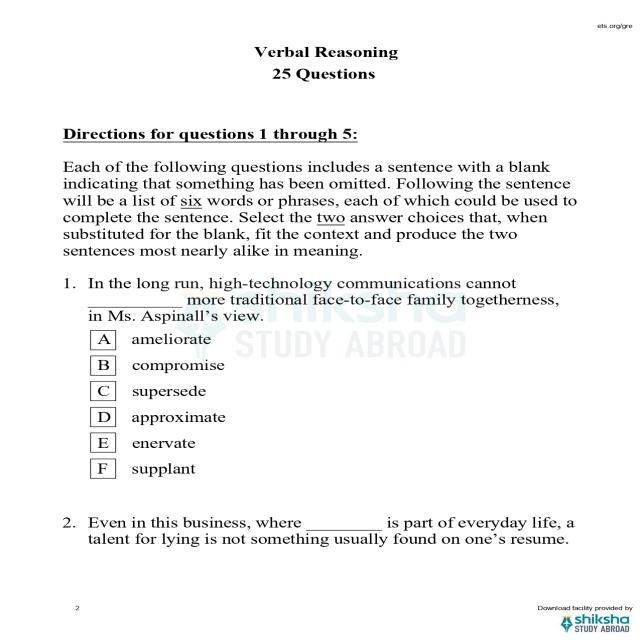 ets.org/gre
Verbal Reasoning
25 Questions
Directions for questions 1 through 5:
Each of the following questions includes a sentence with a blank
indicating that something has been omitted. Following the sentence
will be a list of six words or phrases, each of which could be used to
complete the sentence. Select the two answer choices that, when
substituted for the blank, fit the context and produce the two
sentences most nearly alike in meaning.
1. In the long run, high-technology communications cannot
___________ more traditional face-to-face family togetherness,
in Ms. Aspinall's view.
shiksha
STUDY ABROAD
A ameliorate
B compromise
C supersede
D approximate
E enervate
F supplant
2. Even in this business, where _________ is part of everyday life, a
talent for lying is not something usually found on one's resume.
2
Download facility provided by
shiksha
STUDY ABROAD